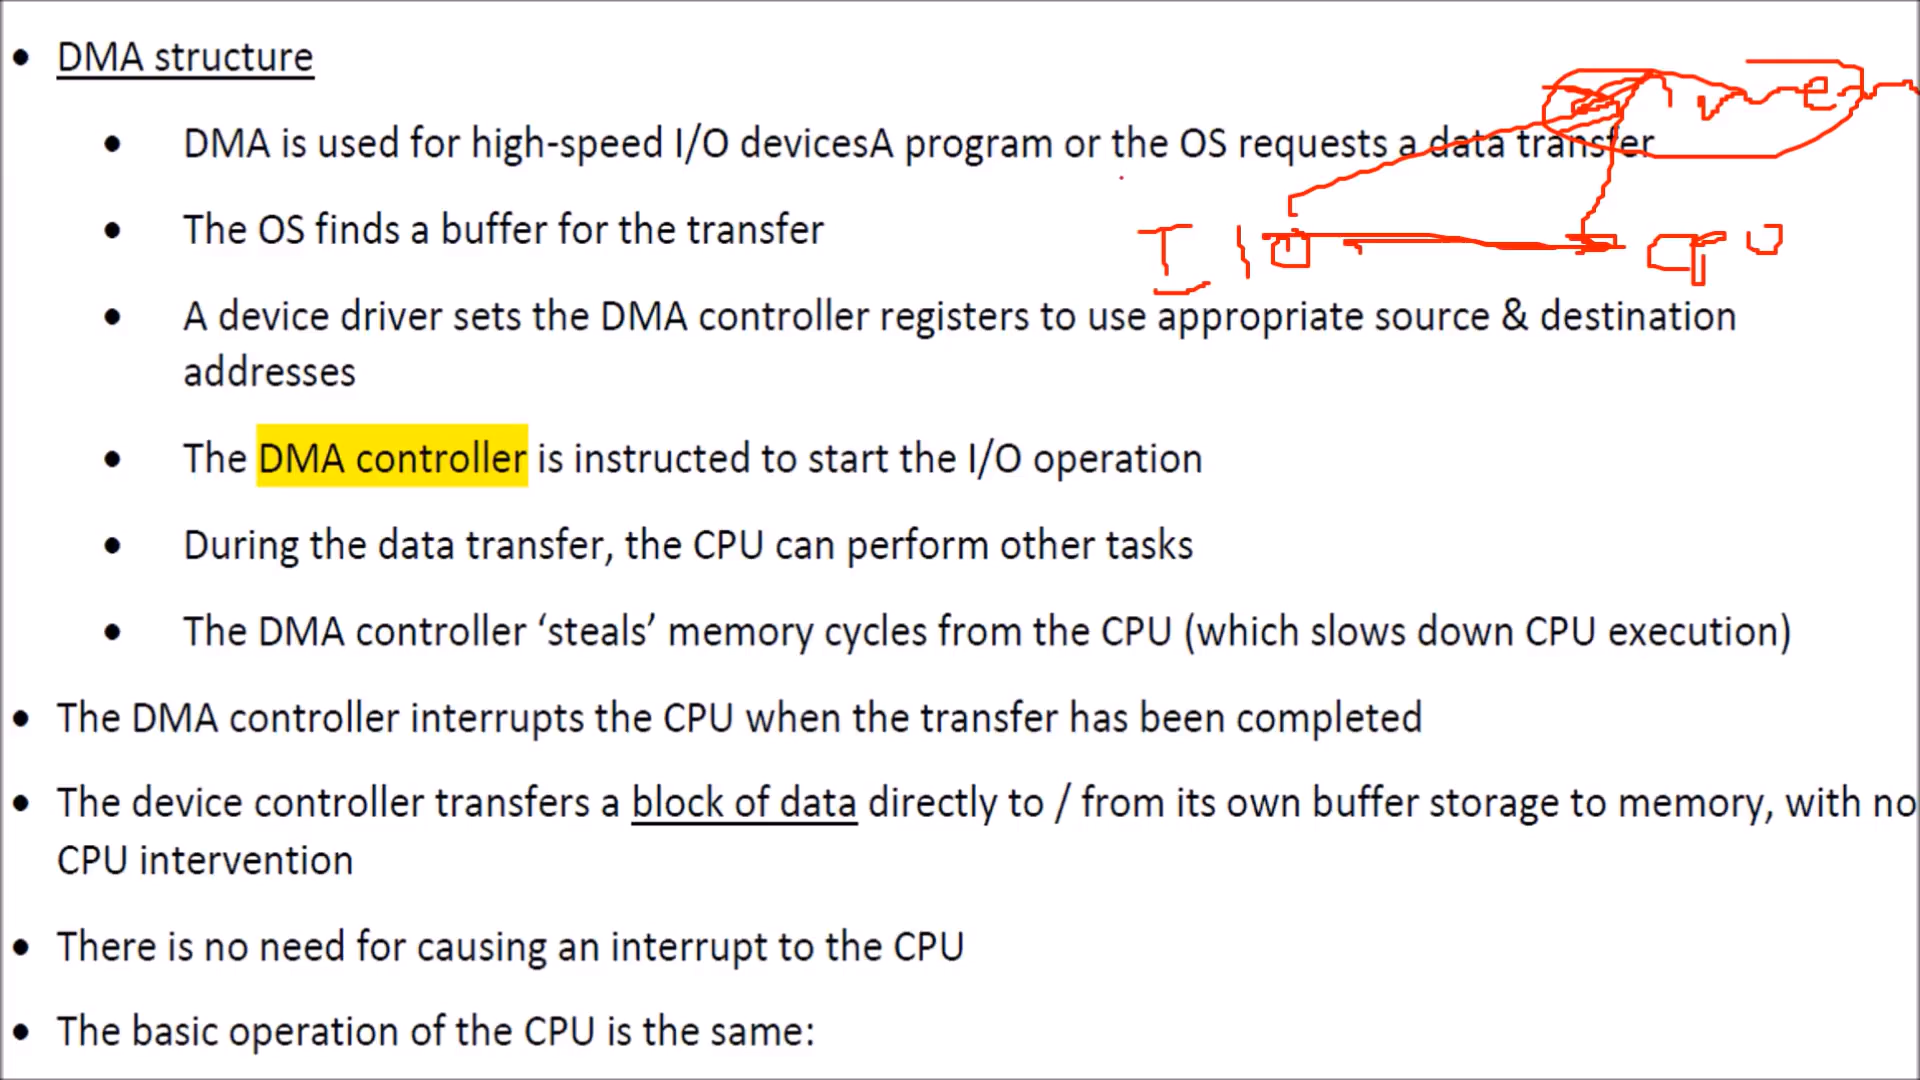 • DMA structure
• DMA is used for high-speed I/O devicesA program or the OS requests a data transfer
I/O cpu
• The OS finds a buffer for the transfer
• A device driver sets the DMA controller registers to use appropriate source & destination
addresses
• The DMA controller is instructed to start the I/O operation
• During the data transfer, the CPU can perform other tasks
• The DMA controller ‘steals’ memory cycles from the CPU (which slows down CPU execution)
• The DMA controller interrupts the CPU when the transfer has been completed
• The device controller transfers a block of data directly to / from its own buffer storage to memory, with no
CPU intervention
• There is no need for causing an interrupt to the CPU
• The basic operation of the CPU is the same: